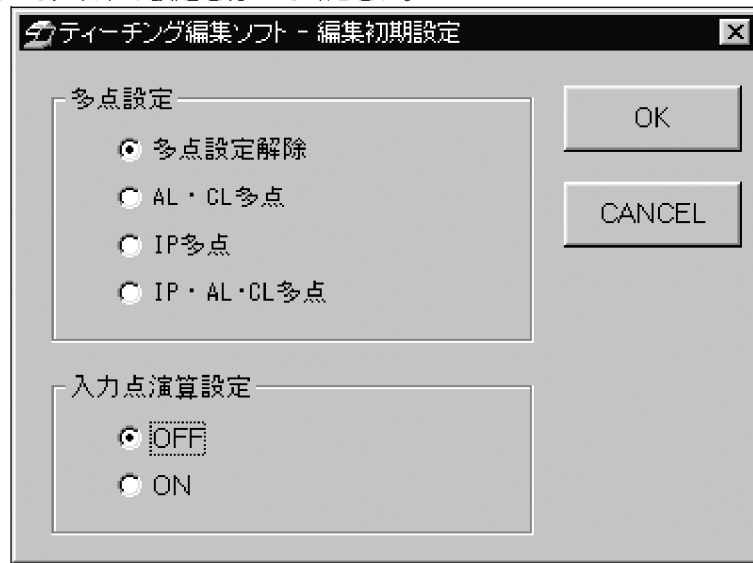 ティーチング編集ソフト - 編集初期設定
多点設定
多点設定解除
AL・CL多点
IP多点
IP・AL・CL多点
入力点演算設定
OFF
ON
OK
CANCEL